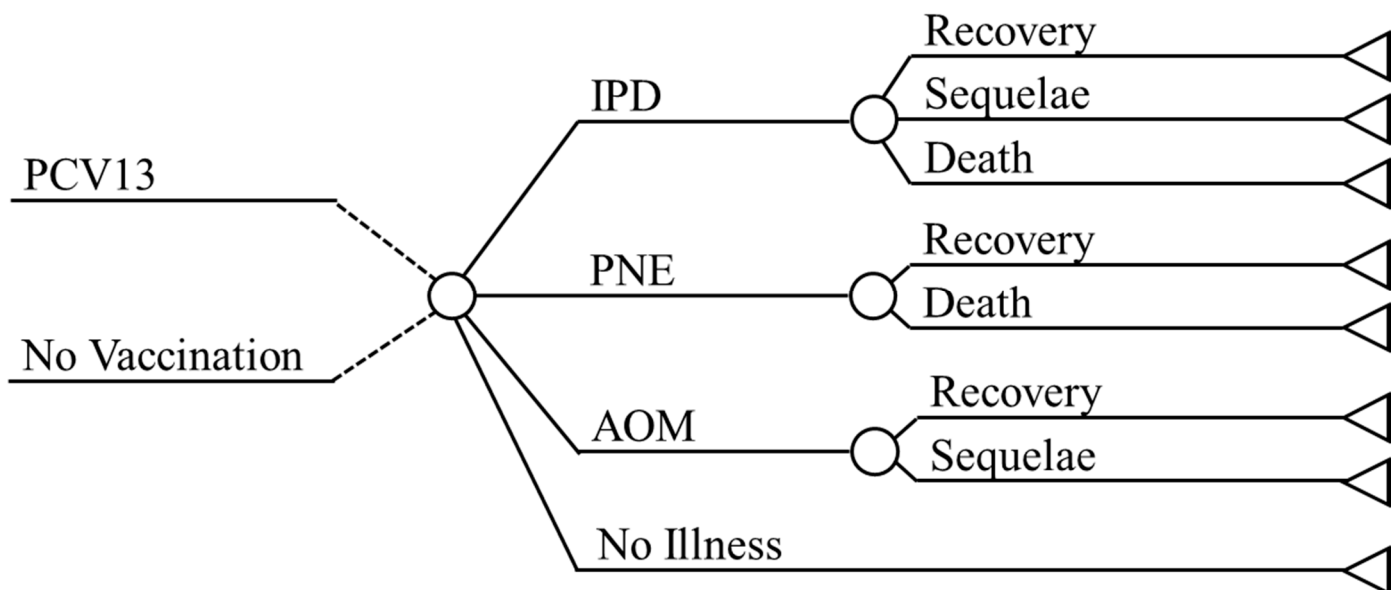 Recovery
IPD
Sequelae
Death
PCV13
Recovery
PNE
Death
No Vaccination
Recovery
AOM
Sequelae
No Illness